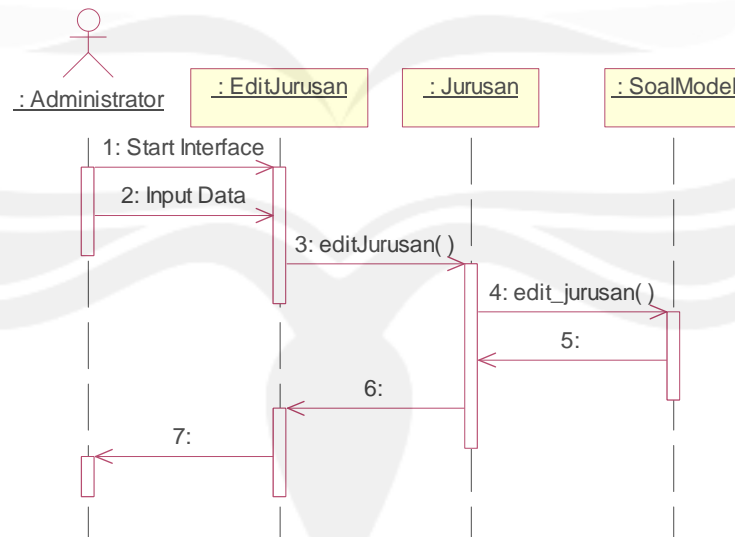 : Administrator
: EditJurusan
: Jurusan
: SoalModel
1: Start Interface
2: Input Data
3: editJurusan( )
4: edit_jurusan( )
5:
6:
7: